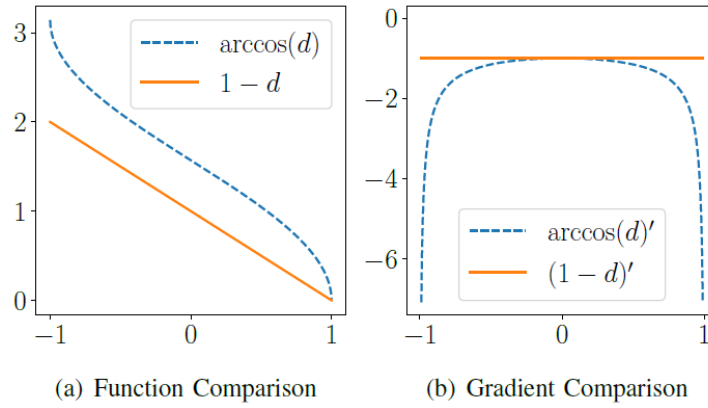 3
2
1
0
−1
0
1
arccos(d)
1 − d
(a) Function Comparison
0
−2
−4
−6
−1
0
1
arccos(d)′
(1 − d)′
(b) Gradient Comparison